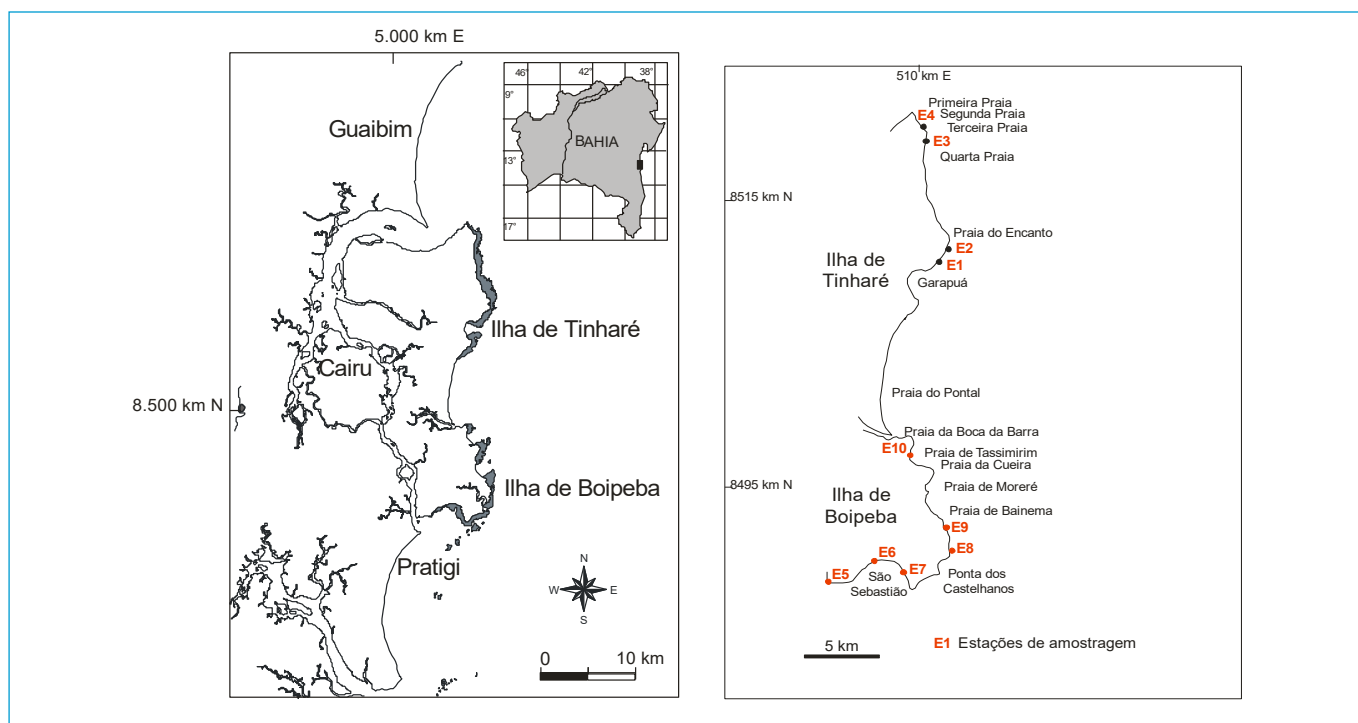 5.000 km E
46°
42°
38°
9°
13°
17°
BAHIA
Guaibim
Ilha de Tinharé
Cairu
8.500 km N
Ilha de Boipeba
Pratigi
N
W
E
S
0
10 km
510 km E
Primeira Praia
E4
Segunda Praia
Terceira Praia
E3
Quarta Praia
8515 km N
Praia do Encanto
E2
Ilha de
Tinharé
E1
Garapuá
Praia do Pontal
Praia da Boca da Barra
E10
Praia de Tassimirim
Praia da Cueira
8495 km N
Praia de Moreré
Ilha de
Boipeba
Praia de Bainema
E9
E8
E6
E5
E7
São
Sebastião
Ponta dos
Castelhanos
5 km
E1 Estações de amostragem